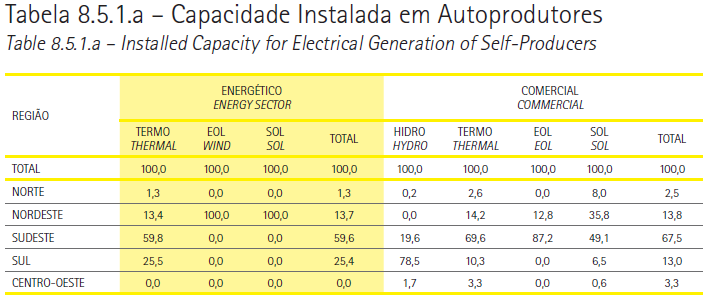 Tabela 8.5.1.a – Capacidade Instalada em Autoprodutores
Table 8.5.1.a – Installed Capacity for Electrical Generation of Self-Producers
REGIÃO ENERGÉTICO COMERCIAL
ENERGY SECTOR COMMERCIAL
TERMO EOL SOL TOTAL HIDRO TERMO EOL SOL TOTAL
THERMAL WIND SOL HYDRO THERMAL EOL SOL
TOTAL 100,0 100,0 100,0 100,0 100,0 100,0 100,0 100,0 100,0
NORTE 1,3 0,0 0,0 1,3 0,2 2,6 0,0 8,0 2,5
NORDESTE 13,4 100,0 100,0 13,7 0,0 14,2 12,8 35,8 13,8
SUDESTE 59,8 0,0 0,0 59,6 19,6 69,6 87,2 49,1 67,5
SUL 25,5 0,0 0,0 25,4 78,5 10,3 0,0 6,5 13,0
CENTRO-OESTE 0,0 0,0 0,0 0,0 1,7 3,3 0,0 0,6 3,3